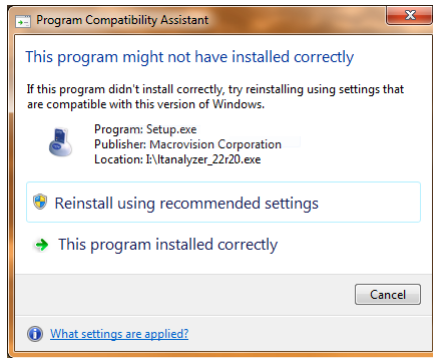 Program Compatibility Assistant
This program might not have installed correctly
If this program didn't install correctly, try reinstalling using settings that
are compatible with this version of Windows.
Program: Setup.exe
Publisher: Macrovision Corporation
Location: I:\ltanalyzer_22r20.exe
Reinstall using recommended settings
This program installed correctly
Cancel
What settings are applied?